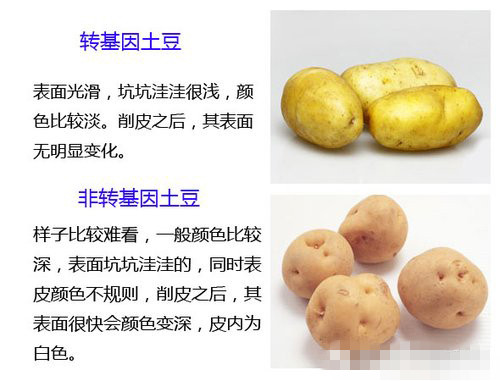 转基因土豆
表面光滑，坑坑洼洼很浅，颜
色比较淡。削皮之后，其表面
无明显变化。
非转基因土豆
样子比较难看，一般颜色比较
深，表面坑坑洼洼的，同时表
皮颜色不规则，削皮之后，其
表面很快会颜色变深，皮内为
白色。